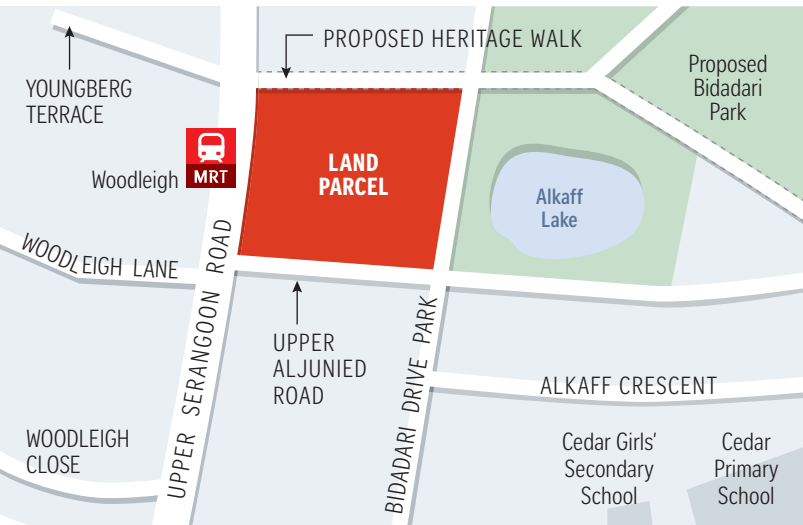 PROPOSED HERITAGE WALK
YOUNGBERG
TERRACE
Proposed
Bidadari
Park
Woodleigh
MRT
LAND
PARCEL
Alkaff
Lake
WOODLEIGH LANE
UPPER SERANGOON ROAD
UPPER
ALJUNIED
ROAD
BIDADARI DRIVE PARK
ALKAFF CRESCENT
WOODLEIGH
CLOSE
Cedar Girls'
Secondary
School
Cedar
Primary
School